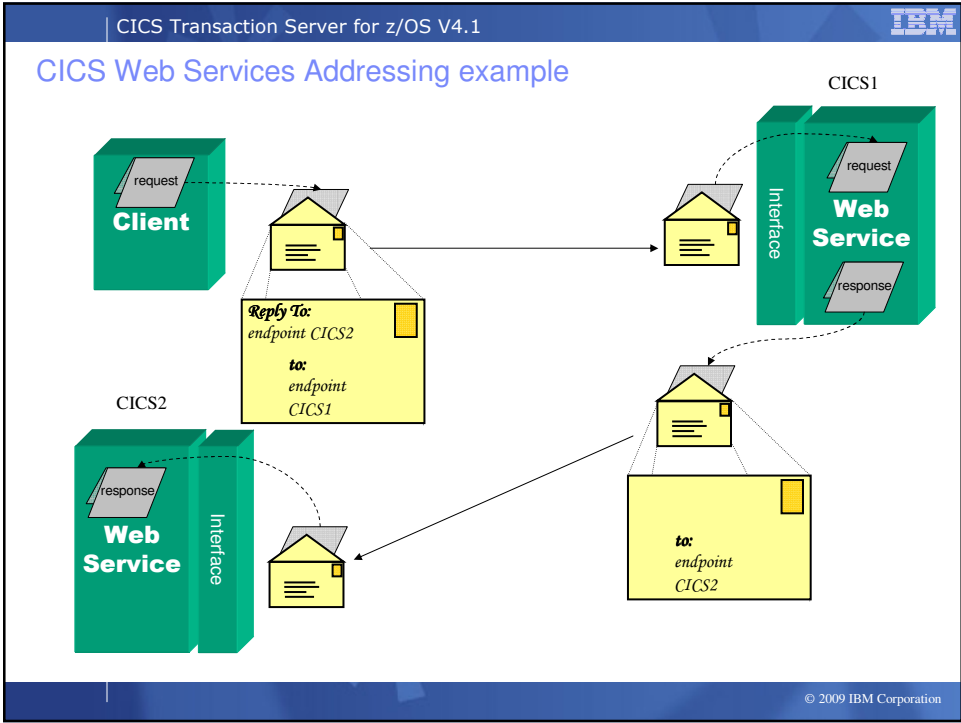 CICS Transaction Server for z/OS V4.1
IBM
CICS Web Services Addressing example
CICS1
request
Client
Interface
request
Web
Service
response
Reply To:
endpoint CICS2
to:
endpoint
CICS1
CICS2
response
Web
Service
Interface
to:
endpoint
CICS2
© 2009 IBM Corporation